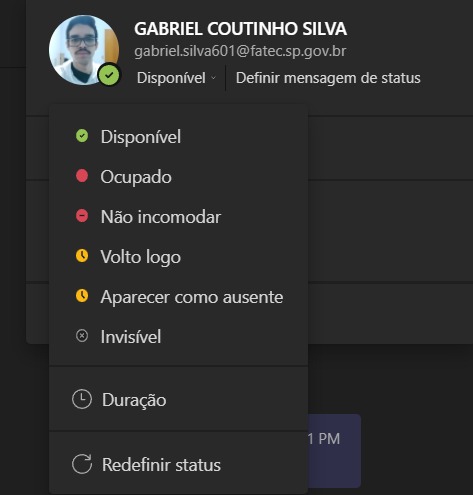 GABRIEL COUTINHO SILVA
gabriel.silva601@fatec.sp.gov.br
Disponível Definir mensagem de status
Disponível
Ocupado
Não incomodar
Volto logo
Aparecer como ausente
Invisível
Duração
1 PM
Redefinir status